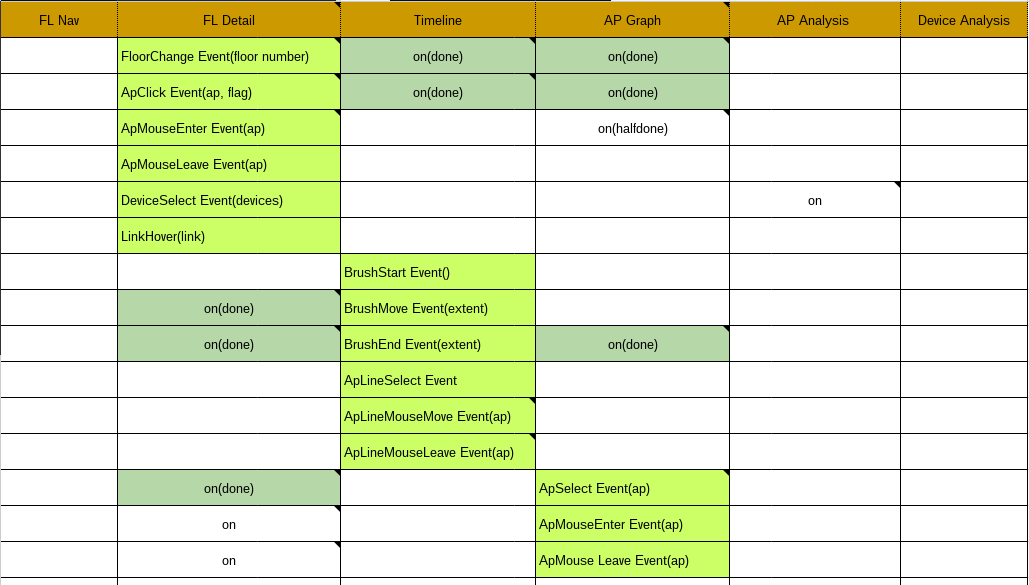 FL Nav FL Detail Timeline AP Graph AP Analysis Device Analysis
FloorChange Event(floor number) on(done) on(done)
ApClick Event(ap, flag) on(done) on(done)
ApMouseEnter Event(ap) on(halfdone)
ApMouseLeave Event(ap)
DeviceSelect Event(devices) on
LinkHover(link)
BrushStart Event()
on(done) BrushMove Event(extent)
on(done) BrushEnd Event(extent) on(done)
ApLineSelect Event
ApLineMouseMove Event(ap)
ApLineMouseLeave Event(ap)
on(done) ApSelect Event(ap)
on ApMouseEnter Event(ap)
on ApMouse Leave Event(ap)